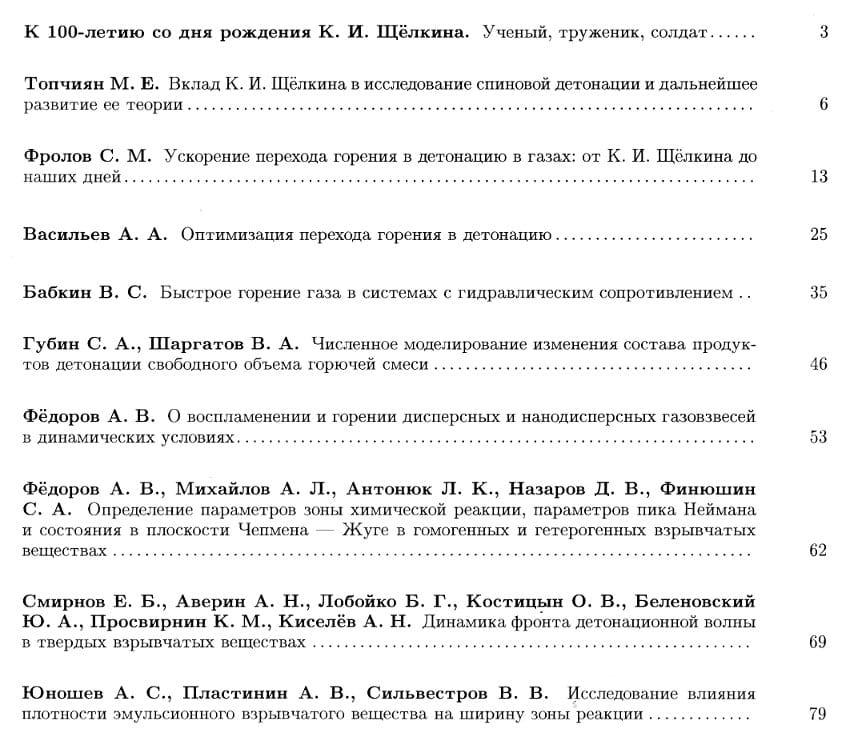 К 100-летию со дня рождения К. И. Щёлкина. Ученый, труженик, солдат...... 3
Топчиян М. Е. Вклад К. И. Щёлкина в исследование спиновой детонации и дальнейшее
развитие ее теории ........................................................................ 6
Фролов С. М. Ускорение перехода горения в детонацию в газах: от К. И. Щёлкина до
наших дней................................................................................ 13
Васильев А. А. Оптимизация перехода горения в детонацию......................... 25
Бабкин В. С. Быстрое горение газа в системах с гидравлическим сопротивлением .. 35
Губин С. А., Шаргатов В. А. Численное моделирование изменения состава продук-
тов детонации свободного объема горючей смеси ........................................ 46
Фёдоров А. В. О воспламенении и горении дисперсных и нанодисперсных газовзвесей
в динамических условиях.................................................................. 53
Фёдоров А. В., Михайлов А. Л., Антонюк Л. К., Назаров Д. В., Финюшин
С. А. Определение параметров зоны химической реакции, параметров пика Неймана
и состояния в плоскости Чепмена — Жуге в гомогенных и гетерогенных взрывчатых
веществах ................................................................................. 62
Смирнов Е. Б., Аверин А. Н., Лобойко Б. Г., Костицын О. В., Беленовский
Ю. А., Просвирнин К. М., Киселёв А. Н. Динамика фронта детонационной волны
в твердых взрывчатых веществах ........................................................ 69
Юношев А. С., Пластинин А. В., Сильвестров В. В. Исследование влияния
плотности эмульсионного взрывчатого вещества на ширину зоны реакции ............. 79